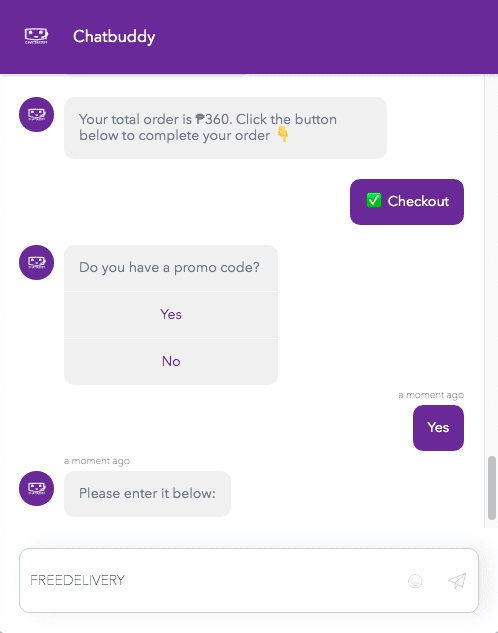 Chatbuddy
Your total order is ₱360. Click the button
below to complete your order 👇
✅ Checkout
Do you have a promo code?
Yes
No
a moment ago
Yes
a moment ago
Please enter it below:
FREEDELIVERY